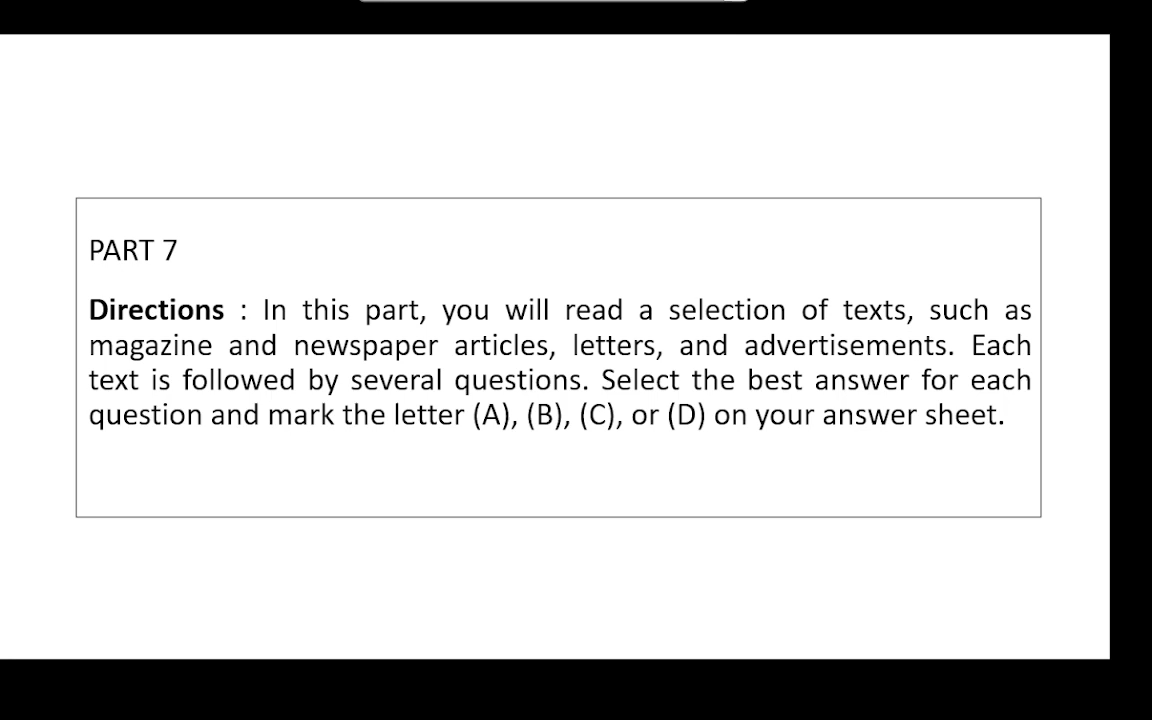 PART 7
Directions : In this part, you will read a selection of texts, such as
magazine and newspaper articles, letters, and advertisements. Each
text is followed by several questions. Select the best answer for each
question and mark the letter (A), (B), (C), or (D) on your answer sheet.